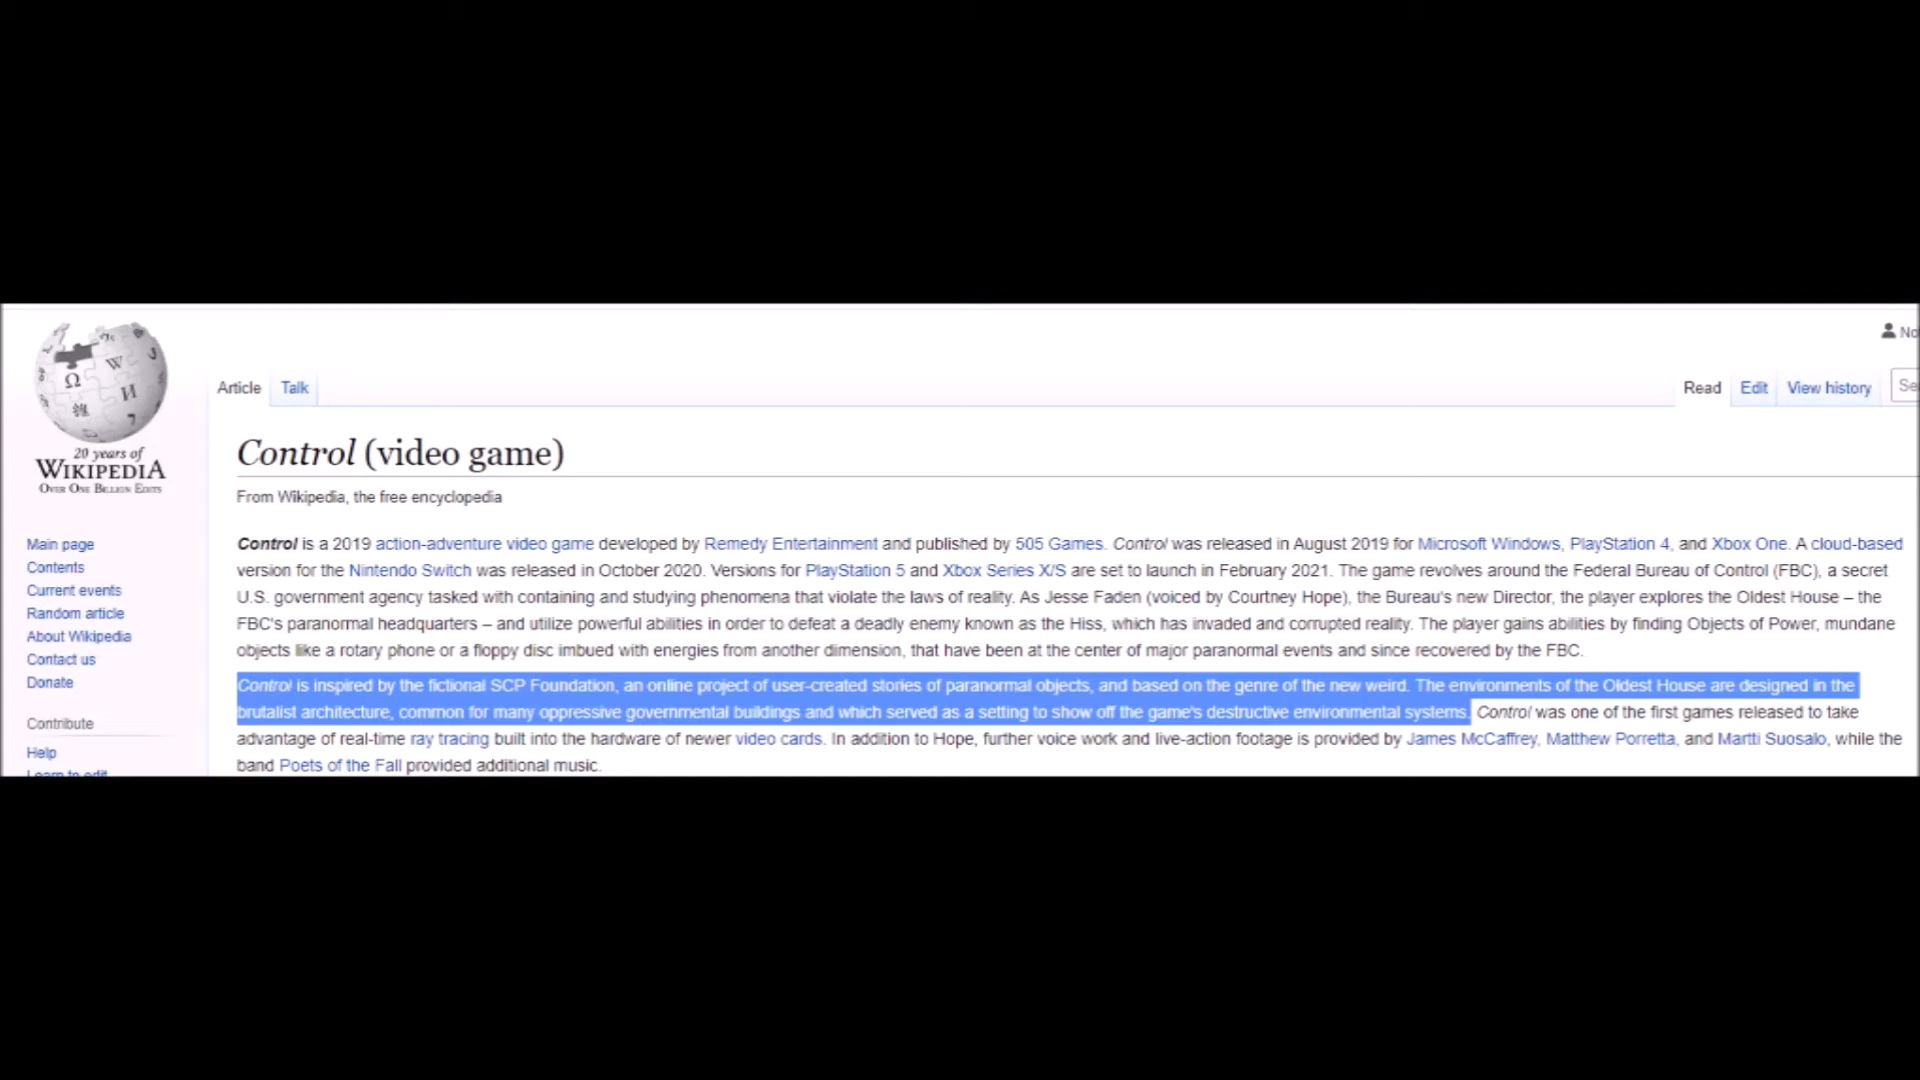 No
Article Talk Read Edit View history Se
20 years of
WIKIPEDIA
OVER ONE BILLION EDITS
Control (video game)
From Wikipedia, the free encyclopedia
Main page
Contents
Current events
Random article
About Wikipedia
Contact us
Donate
Contribute
Help
Learn to edit
Control is a 2019 action-adventure video game developed by Remedy Entertainment and published by 505 Games. Control was released in August 2019 for Microsoft Windows, PlayStation 4, and Xbox One. A cloud-based
version for the Nintendo Switch was released in October 2020. Versions for PlayStation 5 and Xbox Series X/S are set to launch in February 2021. The game revolves around the Federal Bureau of Control (FBC), a secret
U.S. government agency tasked with containing and studying phenomena that violate the laws of reality. As Jesse Faden (voiced by Courtney Hope), the Bureau's new Director, the player explores the Oldest House – the
FBC's paranormal headquarters – and utilize powerful abilities in order to defeat a deadly enemy known as the Hiss, which has invaded and corrupted reality. The player gains abilities by finding Objects of Power, mundane
objects like a rotary phone or a floppy disc imbued with energies from another dimension, that have been at the center of major paranormal events and since recovered by the FBC.
Control is inspired by the fictional SCP Foundation, an online project of user-created stories of paranormal objects, and based on the genre of the new weird. The environments of the Oldest House are designed in the
brutalist architecture, common for many oppressive governmental buildings and which served as a setting to show off the game's destructive environmental systems. Control was one of the first games released to take
advantage of real-time ray tracing built into the hardware of newer video cards. In addition to Hope, further voice work and live-action footage is provided by James McCaffrey, Matthew Porretta, and Martti Suosalo, while the
band Poets of the Fall provided additional music.